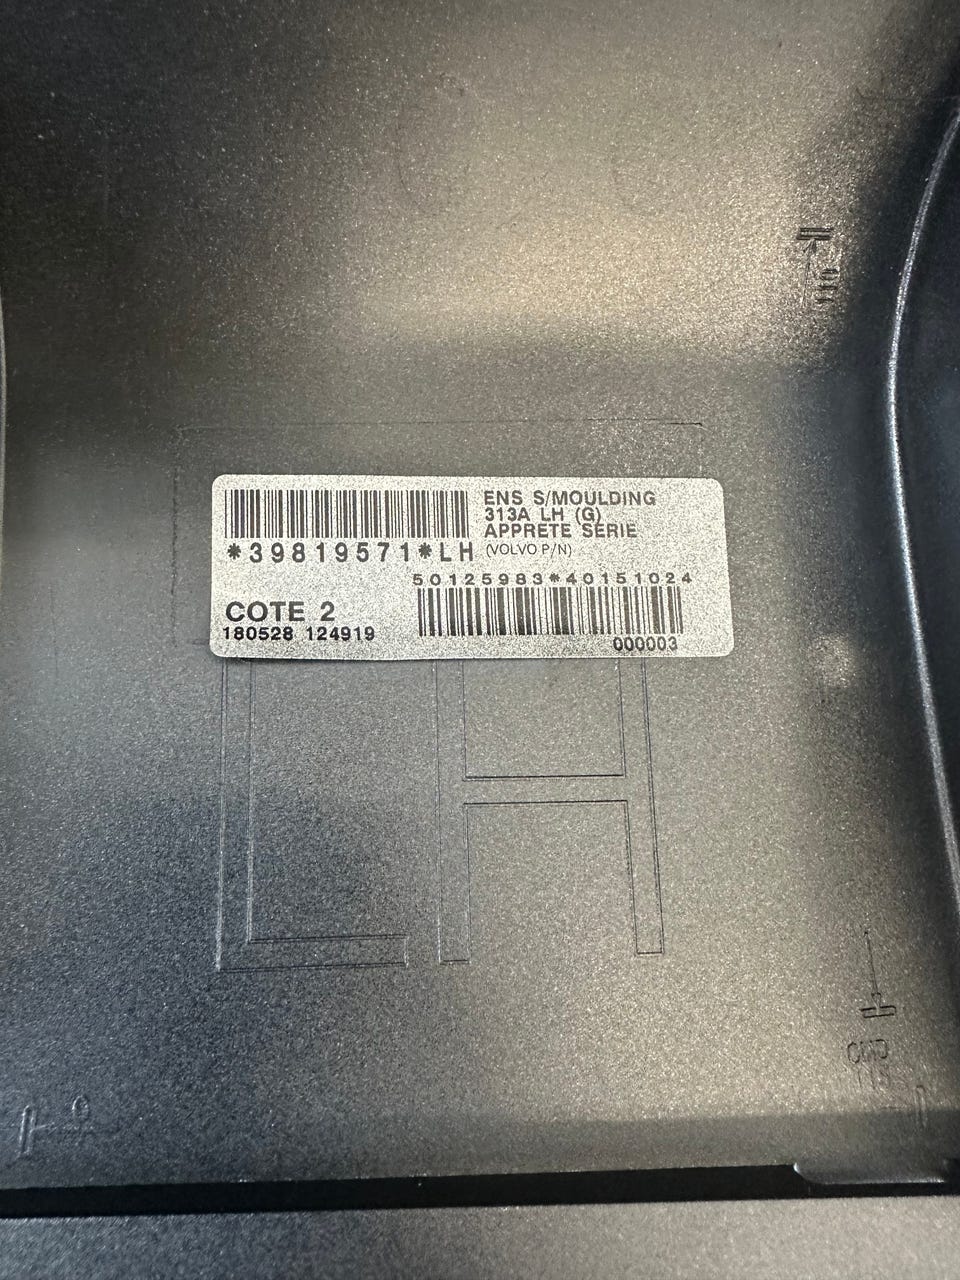 ENS S/MOULDING
313A LH (G)
APPRETE SERIE
*39819571*LH (VOLVO P/N)
50125983*40151024
COTE 2
180528 124919
000003
LH